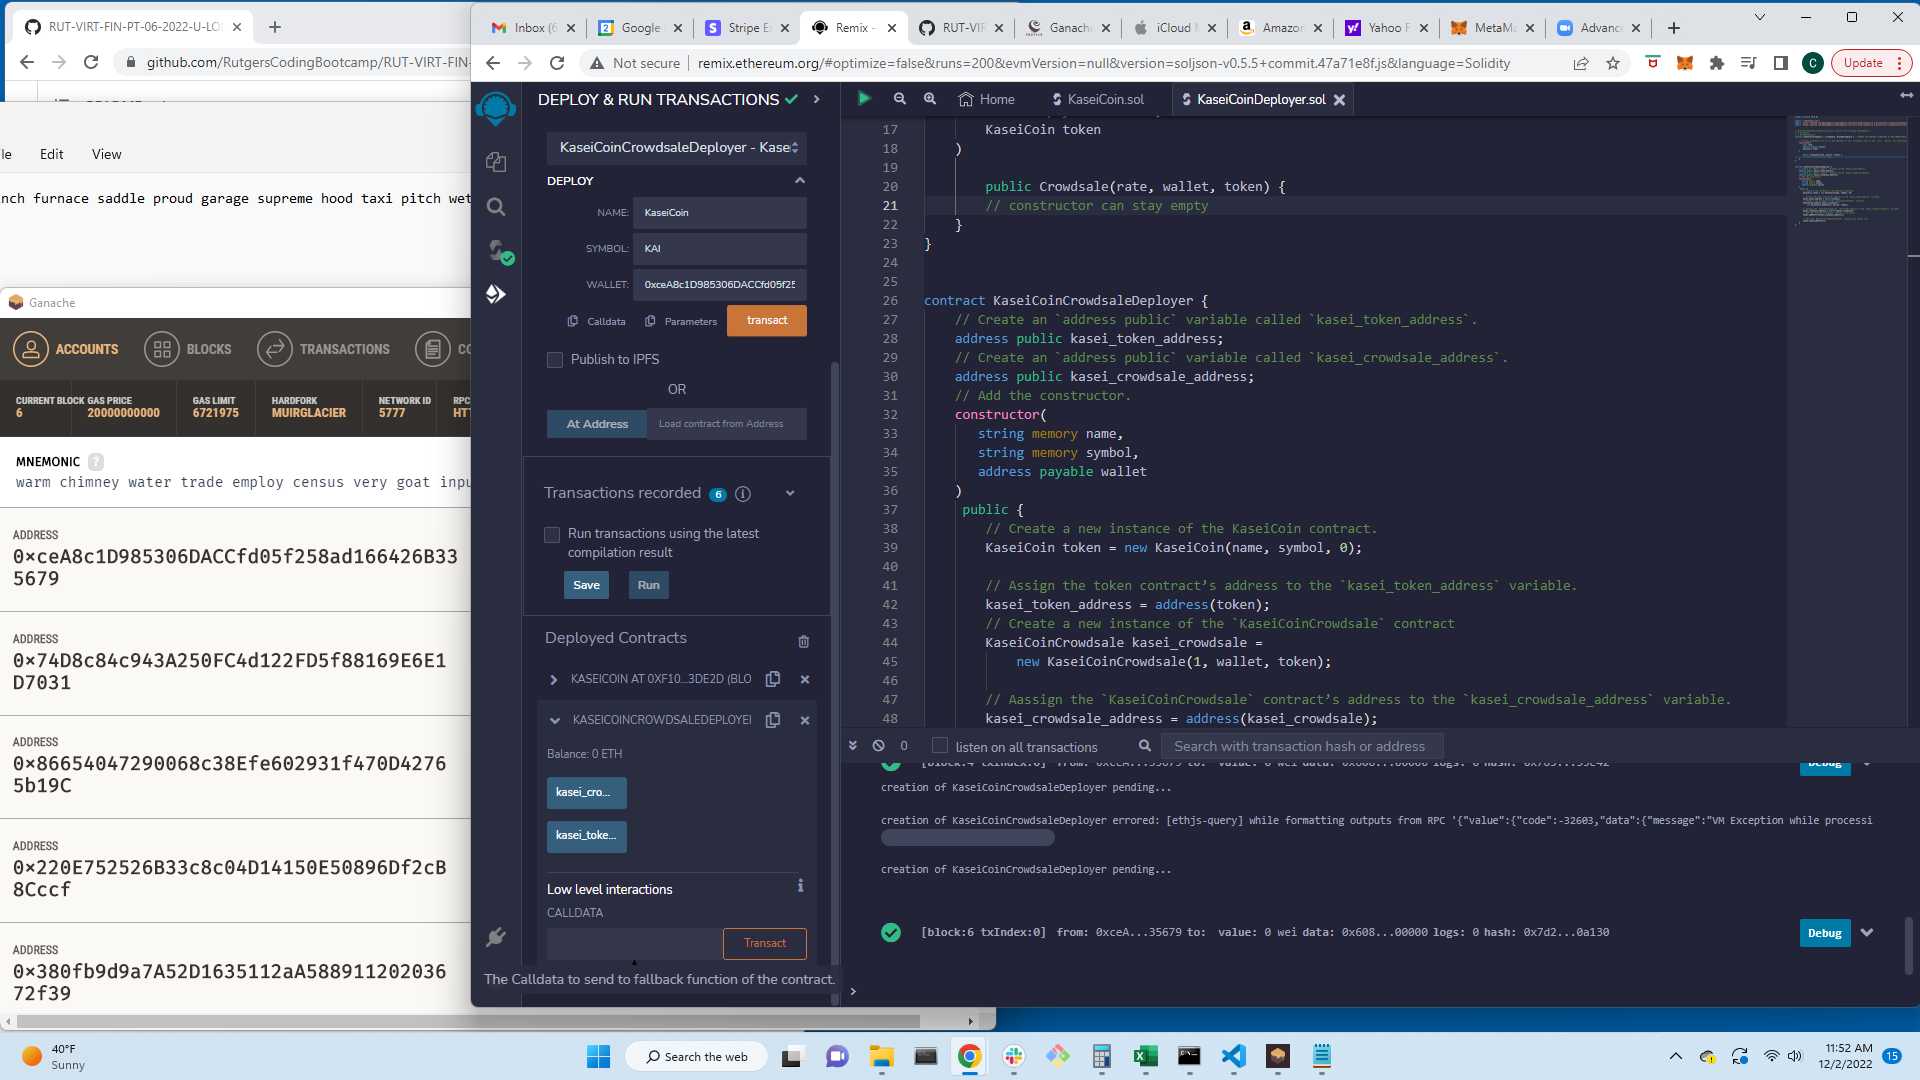 RUT-VIRT-FIN-PT-06-2022-U-LOL
github.com/RutgersCodingBootcamp/RUT-VIRT-FIN-
le Edit View
nch furnace saddle proud garage supreme hood taxi pitch wet
Ganache
ACCOUNTS BLOCKS TRANSACTIONS CO
CURRENT BLOCK GAS PRICE GAS LIMIT HARDFORK NETWORK ID RPC
6 20000000000 6721975 MUIRGLACIER 5777 HT
MNEMONIC ?
warm chimney water trade employ census very goat inpu
ADDRESS
0×ceA8c1D985306DACCfd05f258ad166426B33
5679
ADDRESS
0×74D8c84c943A250FC4d122FD5f88169E6E1
D7031
ADDRESS
0×86654047290068c38Efe602931f470D4276
5b19C
ADDRESS
0×220E752526B33c8c04D14150E50896Df2cB
8Cccf
ADDRESS
0×380fb9d9a7A52D1635112aA588911202036
72f39
Inbox (6 Google Stripe Ex Remix - RUT-VIR Ganach iCloud M Amazon Yahoo F MetaMa Advance
Not secure remix.ethereum.org/#optimize=false&runs=200&evmVersion=null&version=soljson-v0.5.5+commit.47a71e8f.js&language=Solidity C Update
DEPLOY & RUN TRANSACTIONS
KaseiCoinCrowdsaleDeployer - Kase
DEPLOY
NAME: KaseiCoin
SYMBOL: KAI
WALLET: 0xceA8c1D985306DACCfd05f25
Calldata Parameters transact
Publish to IPFS
OR
At Address Load contract from Address
Transactions recorded 6
Run transactions using the latest
compilation result
Save Run
Deployed Contracts
KASEICOIN AT 0XF10...3DE2D (BLO
KASEICOINCROWDSALEDEPLOYEI
Balance: 0 ETH
kasei_cro...
kasei_toke...
Low level interactions
CALLDATA
Transact
The Calldata to send to fallback function of the contract.
Home KaseiCoin.sol KaseiCoinDeployer.sol
17 KaseiCoin token
18 )
19
20 public Crowdsale(rate, wallet, token) {
21 // constructor can stay empty
22 }
23 }
24
25
26 contract KaseiCoinCrowdsaleDeployer {
27 // Create an `address public` variable called `kasei_token_address`.
28 address public kasei_token_address;
29 // Create an `address public` variable called `kasei_crowdsale_address`.
30 address public kasei_crowdsale_address;
31 // Add the constructor.
32 constructor(
33 string memory name,
34 string memory symbol,
35 address payable wallet
36 )
37 public {
38 // Create a new instance of the KaseiCoin contract.
39 KaseiCoin token = new KaseiCoin(name, symbol, 0);
40
41 // Assign the token contract’s address to the `kasei_token_address` variable.
42 kasei_token_address = address(token);
43 // Create a new instance of the `KaseiCoinCrowdsale` contract
44 KaseiCoinCrowdsale kasei_crowdsale =
45 new KaseiCoinCrowdsale(1, wallet, token);
46
47 // Aassign the `KaseiCoinCrowdsale` contract’s address to the `kasei_crowdsale_address` variable.
48 kasei_crowdsale_address = address(kasei_crowdsale);
0 listen on all transactions Search with transaction hash or address
creation of KaseiCoinCrowdsaleDeployer pending...
creation of KaseiCoinCrowdsaleDeployer errored: [ethjs-query] while formatting outputs from RPC '{"value":{"code":-32603,"data":{"message":"VM Exception while processi
creation of KaseiCoinCrowdsaleDeployer pending...
[block:6 txIndex:0] from: 0xceA...35679 to: value: 0 wei data: 0x608...00000 logs: 0 hash: 0x7d2...0a130 Debug
>
40°F
Sunny
Search the web
11:52 AM
12/2/2022
15